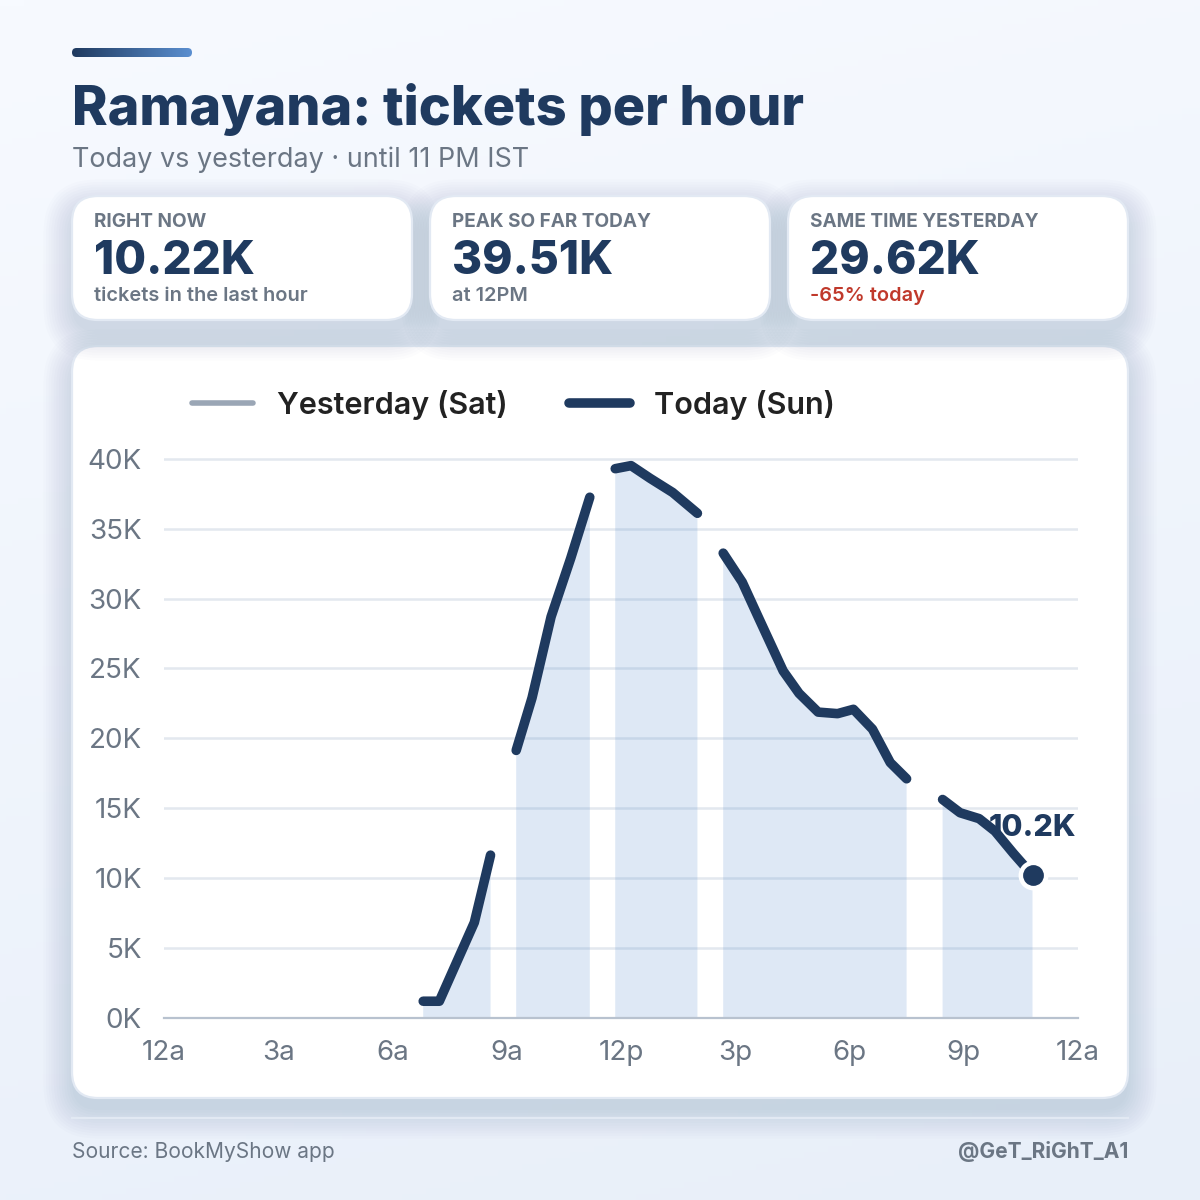 Ramayana: tickets per hour
Today vs yesterday · until 11 PM IST
RIGHT NOW
10.22K
tickets in the last hour
PEAK SO FAR TODAY
39.51K
at 12PM
SAME TIME YESTERDAY
29.62K
-65% today
Yesterday (Sat) Today (Sun)
40K
35K
30K
25K
20K
15K
10.2K
10K
5K
0K
12a 3a 6a 9a 12p 3p 6p 9p 12a
Source: BookMyShow app @GeT_RiGhT_A1